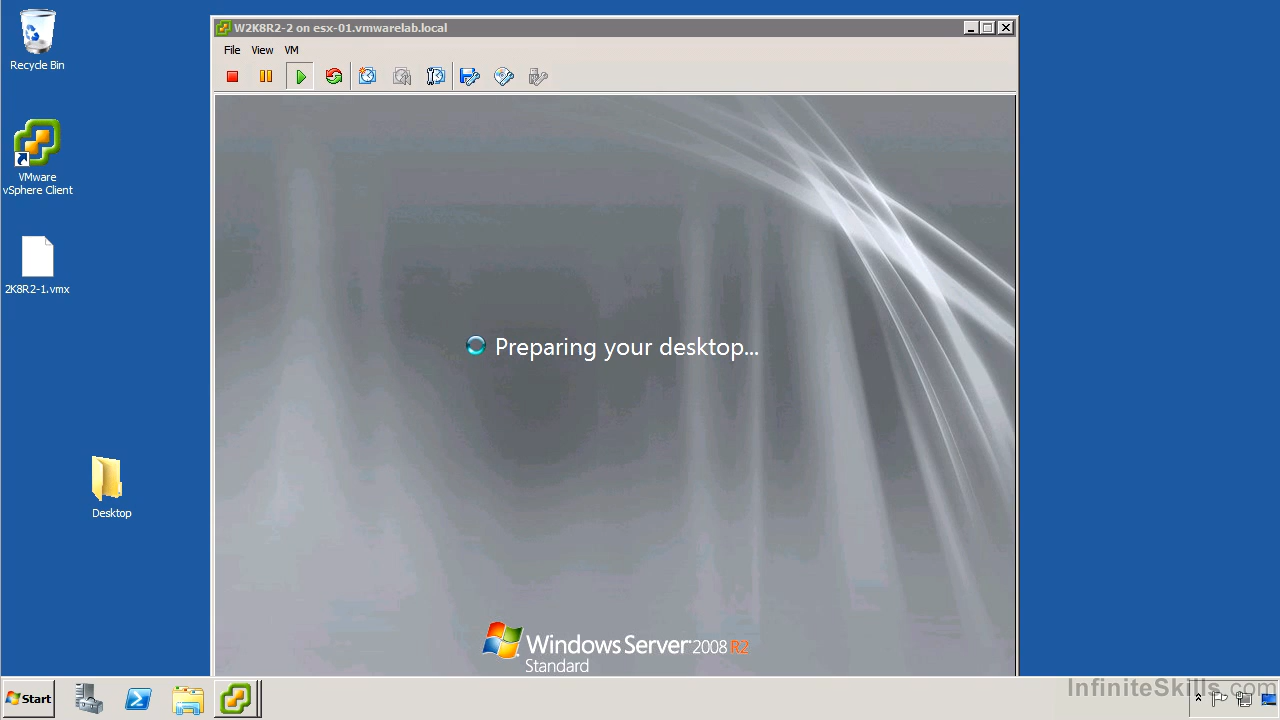 W2K8R2-2 on esx-01.vmwarelab.local
File View VM
Recycle Bin
VMware
vSphere Client
2K8R2-1.vmx
Desktop
Preparing your desktop...
Windows Server 2008 R2
Standard
Start
InfiniteSkills.com